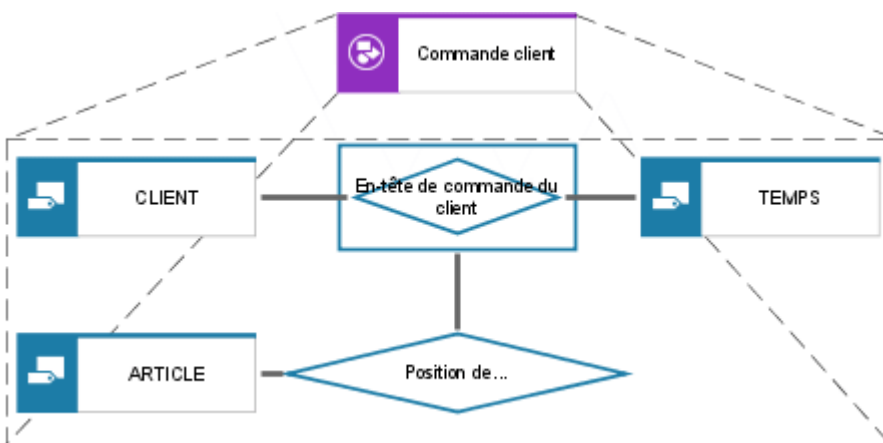 Commande client
CLIENT
En-tête de commande du
client
TEMPS
ARTICLE
Position de...